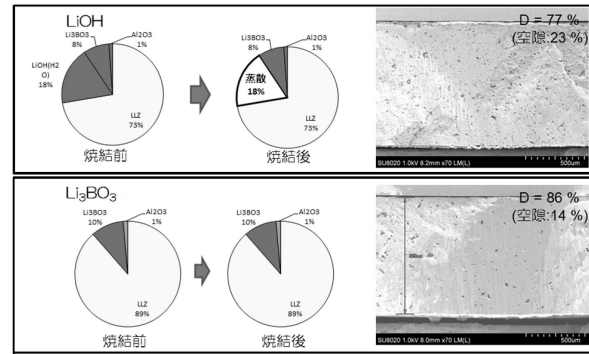 LiOH
Li3BO3
8%
Al2O3
1%
LiOH(H2
O)
18%
LLZ
73%
焼結前
Li3BO3
8%
Al2O3
1%
蒸散
18%
LLZ
73%
焼結後
D = 77 %
(空隙:23 %)
SU8020 1.0kV 8.2mm x70 LM(L)
500um
Li₃BO₃
Li3BO3
10%
Al2O3
1%
LLZ
89%
焼結前
Li3BO3
10%
Al2O3
1%
LLZ
89%
焼結後
D = 86 %
(空隙:14 %)
SU8020 1.0kV 8.0mm x70 LM(L)
500um